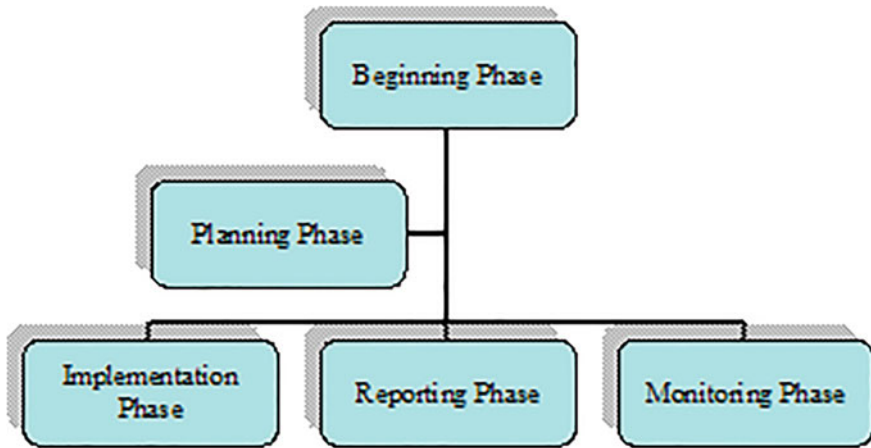 Beginning Phase
Planning Phase
Implementation
Phase
Reporting Phase
Monitoring Phase